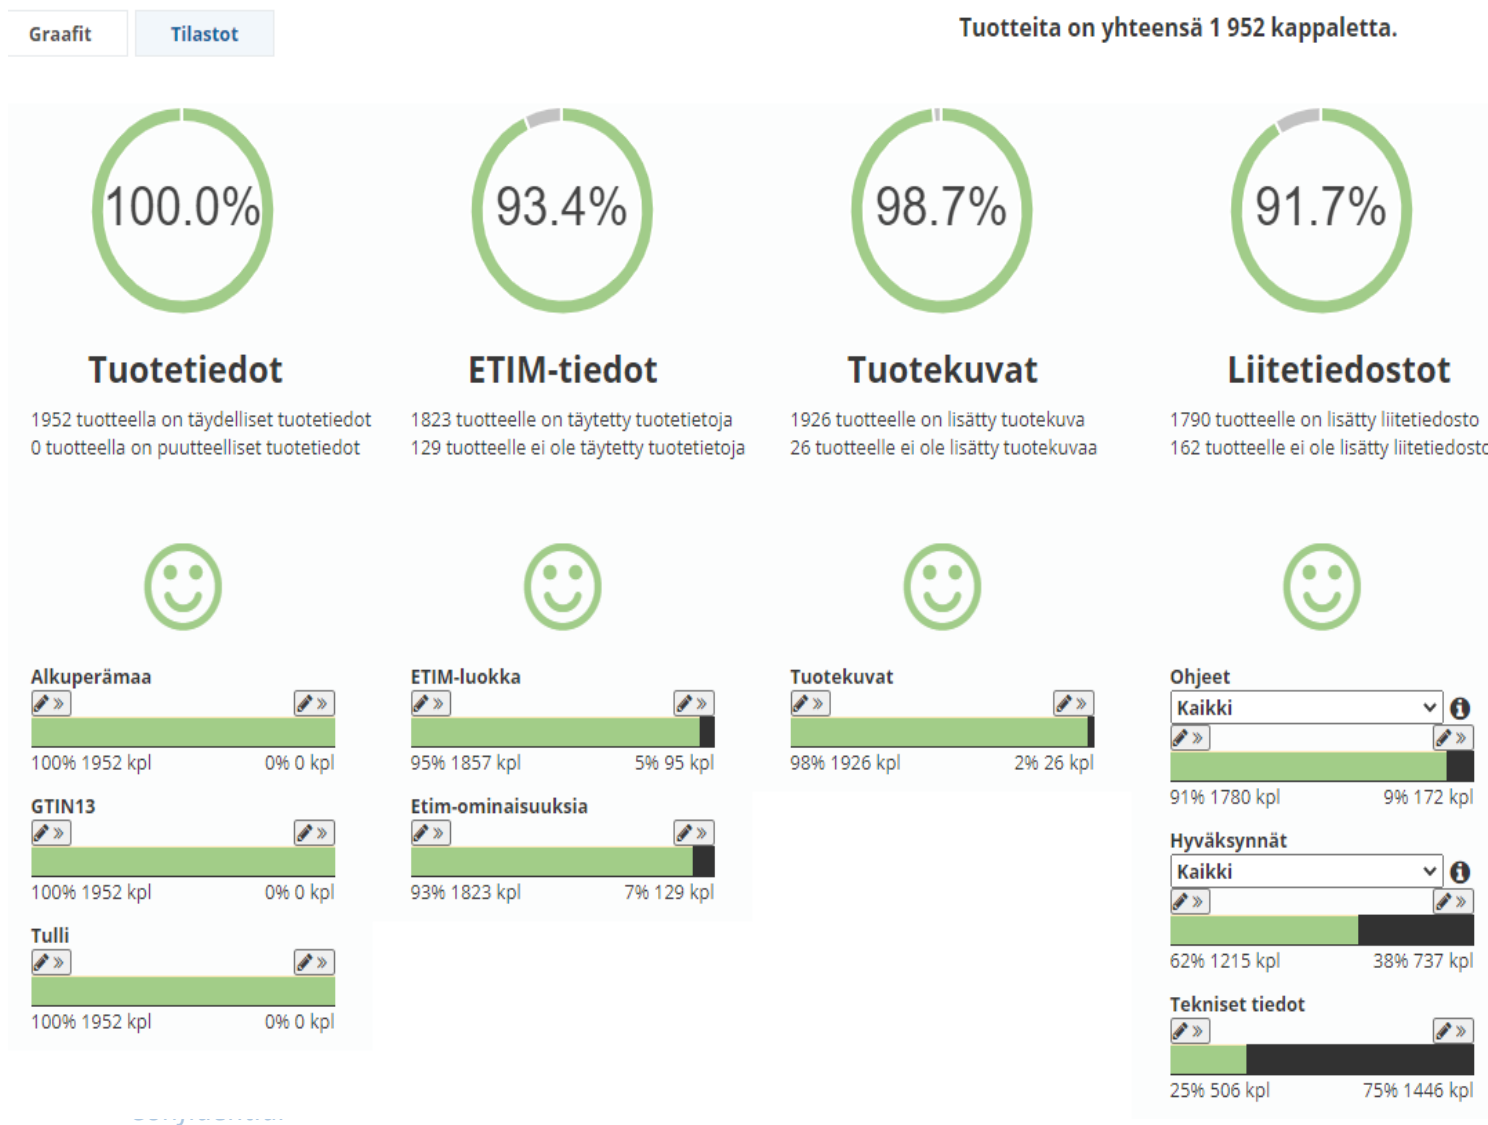 Graafit
Tilastot
Tuotteita on yhteensä 1 952 kappaletta.
100.0%
Tuotetiedot
1952 tuotteella on täydelliset tuotetiedot
0 tuotteella on puutteelliset tuotetiedot
Alkuperämaa
100% 1952 kpl
0% 0 kpl
GTIN13
100% 1952 kpl
0% 0 kpl
Tulli
100% 1952 kpl
0% 0 kpl
93.4%
ETIM-tiedot
1823 tuotteelle on täytetty tuotetietoja
129 tuotteelle ei ole täytetty tuotetietoja
ETIM-luokka
95% 1857 kpl
5% 95 kpl
Etim-ominaisuuksia
93% 1823 kpl
7% 129 kpl
98.7%
Tuotekuvat
1926 tuotteelle on lisätty tuotekuva
26 tuotteelle ei ole lisätty tuotekuvaa
Tuotekuvat
98% 1926 kpl
2% 26 kpl
91.7%
Liitetiedostot
1790 tuotteelle on lisätty liitetiedosto
162 tuotteelle ei ole lisätty liitetiedosto
Ohjeet
Kaikki
91% 1780 kpl
9% 172 kpl
Hyväksynnät
Kaikki
62% 1215 kpl
38% 737 kpl
Tekniset tiedot
25% 506 kpl
75% 1446 kpl